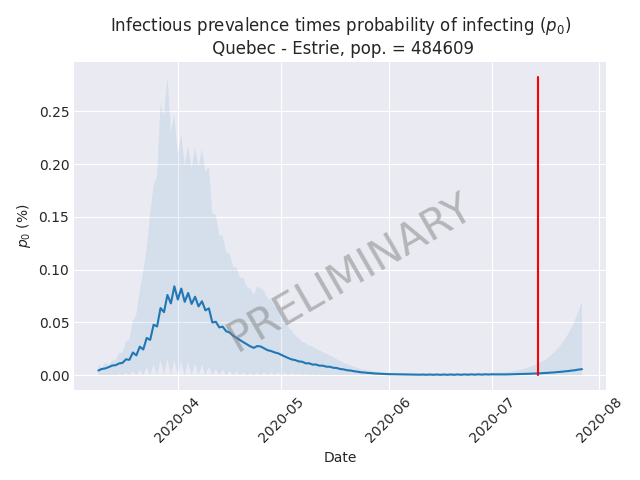 Infectious prevalence times probability of infecting (p₀)
Quebec - Estrie, pop. = 484609
0.25
0.20
0.15
0.10
0.05
0.00
p₀ (%)
PRELIMINARY
2020-04
2020-05
2020-06
2020-07
2020-08
Date